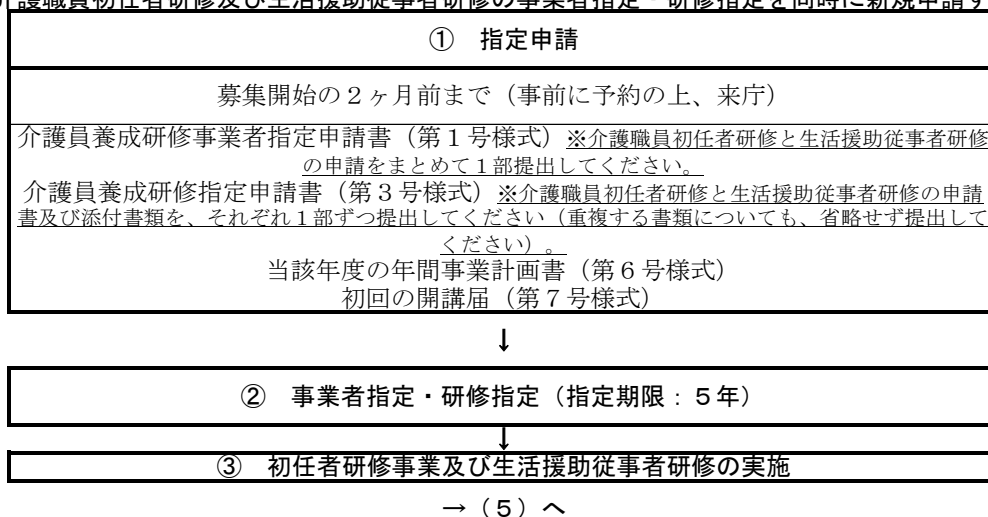 護職員初任者研修及び生活援助従事者研修の事業者指定・研修指定を同時に新規申請す
① 指定申請
募集開始の２ヶ月前まで（事前に予約の上、来庁）
介護員養成研修事業者指定申請書（第１号様式）※介護職員初任者研修と生活援助従事者研修
の申請をまとめて１部提出してください。
介護員養成研修指定申請書（第３号様式）※介護職員初任者研修と生活援助従事者研修の申請
書及び添付書類を、それぞれ１部ずつ提出してください（重複する書類についても、省略せず提出して
ください）。
当該年度の年間事業計画書（第６号様式）
初回の開講届（第７号様式）
↓
② 事業者指定・研修指定（指定期限：５年）
↓
③ 初任者研修事業及び生活援助従事者研修の実施
→（５）へ